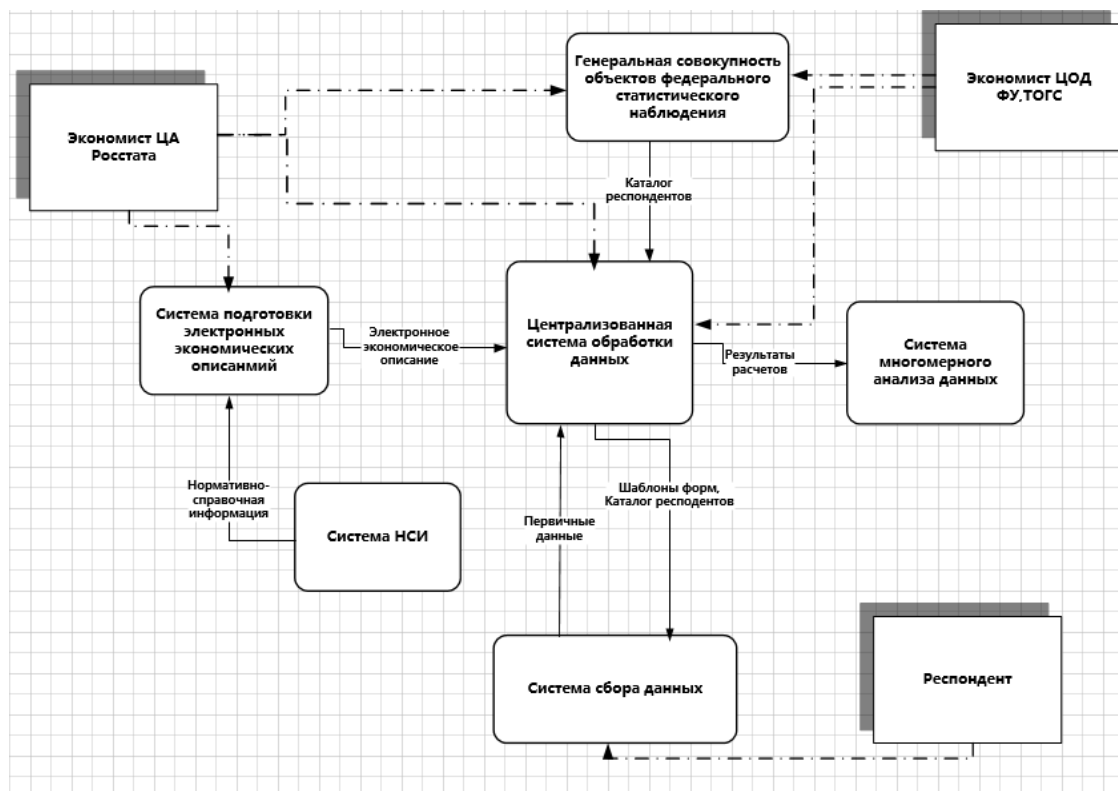 Генеральная совокупность
объектов федерального
статистического
наблюдения
Экономист ЦОД
ФУ,ТОГС
Экономист ЦА
Росстата
Каталог
респондентов
Система подготовки
электронных
экономических
описанмий
Электронное
экономическое
описание
Централизованная
система обработки
данных
Результаты
расчетов
Система
многомерного
анализа данных
Нормативно-
справочная
информация
Система НСИ
Первичные
данные
Шаблоны форм,
Каталог респодентов
Система сбора данных
Респондент